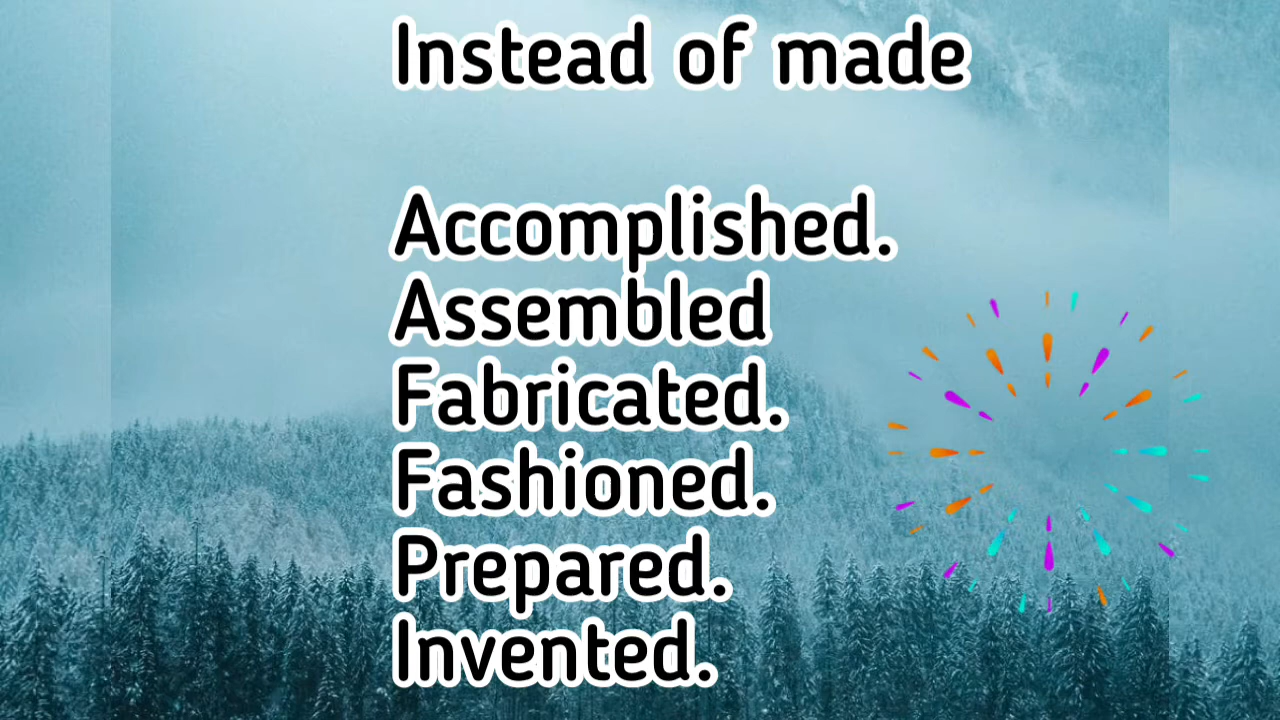 Instead of made
Accomplished.
Assembled
Fabricated.
Fashioned.
Prepared.
Invented.